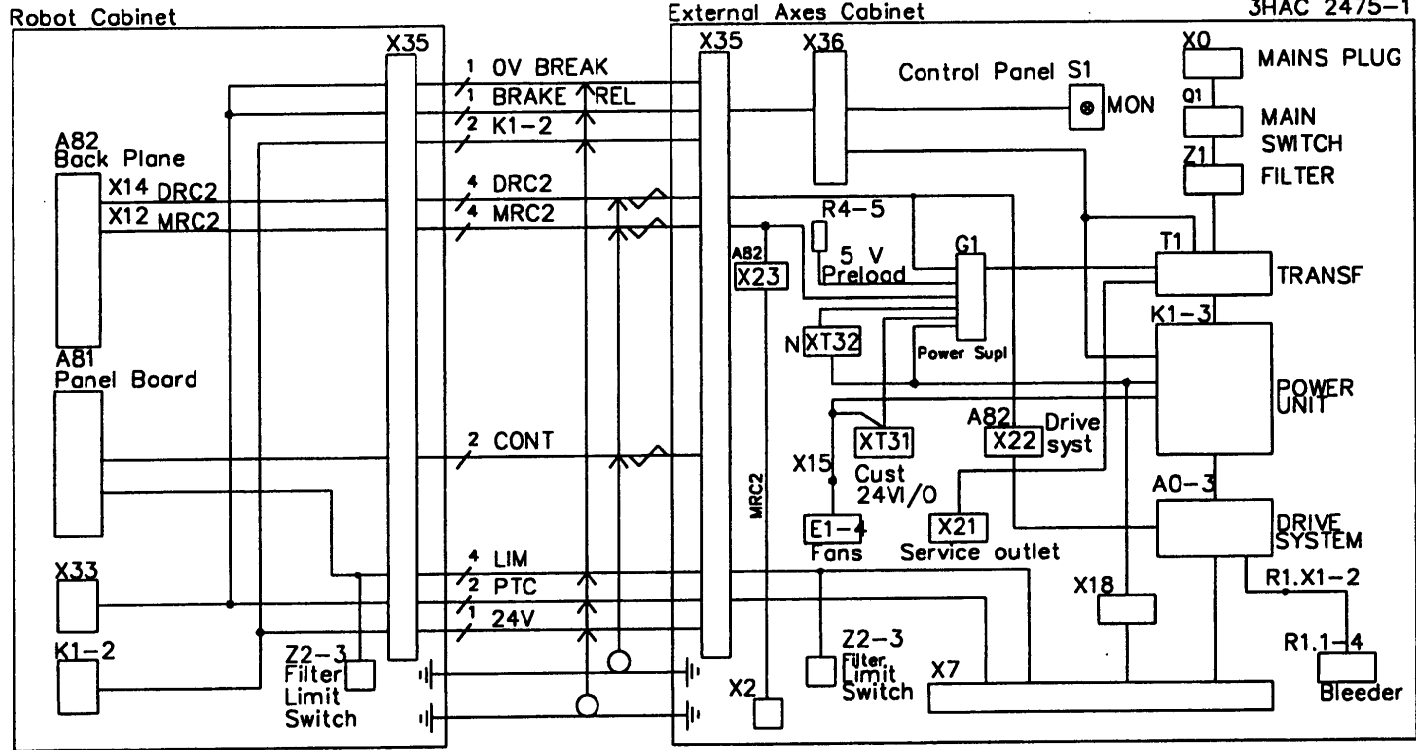 Robot Cabinet
External Axes Cabinet
3HAC 2475-1
X35
X35
X36
X0
MAINS PLUG
1 0V BREAK
1 BRAKE REL
2 K1-2
Control Panel S1
MON
Q1
MAIN
SWITCH
Z1
FILTER
A82
Back Plane
X14 DRC2
X12 MRC2
4 DRC2
4 MRC2
R4-5
5 V
Preload
A82
X23
G1
Power Supl
T1
TRANSF
K1-3
N XT32
POWER
UNIT
A81
Panel Board
2 CONT
XT31
Cust
24VI/O
A82
X22
Drive
syst
X15
MRC2
E1-4
Fans
X21
Service outlet
A0-3
DRIVE
SYSTEM
4 LIM
2 PTC
1 24V
X33
K1-2
Z2-3
Filter
Limit
Switch
X2
Z2-3
Filter
Limit
Switch
X18
X7
R1.X1-2
R1.1-4
Bleeder